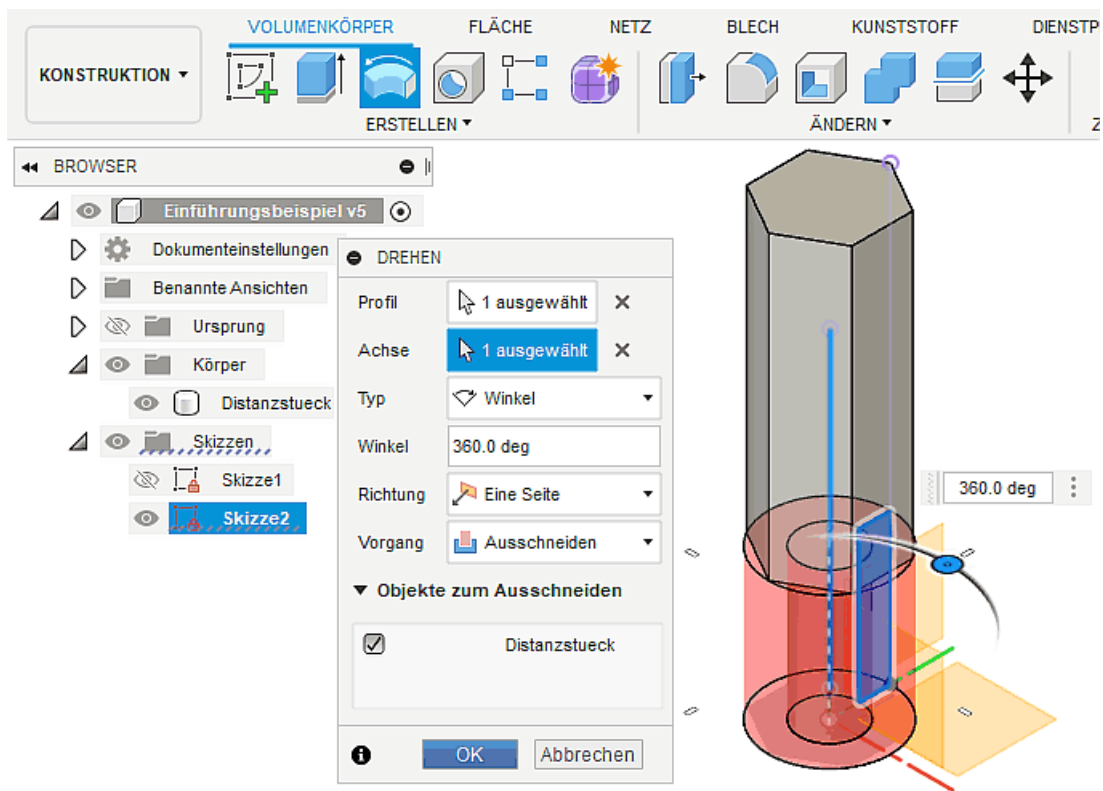 VOLUMENKÖRPER FLÄCHE NETZ BLECH KUNSTSTOFF DIENSTP
KONSTRUKTION
ERSTELLEN ÄNDERN Z
BROWSER
Einführungsbeispiel v5
Dokumenteinstellungen
Benannte Ansichten
Ursprung
Körper
Distanzstueck
Skizzen
Skizze1
Skizze2
DREHEN
Profil 1 ausgewählt
Achse 1 ausgewählt
Typ Winkel
Winkel 360.0 deg
Richtung Eine Seite
Vorgang Ausschneiden
Objekte zum Ausschneiden
Distanzstueck
OK Abbrechen
360.0 deg